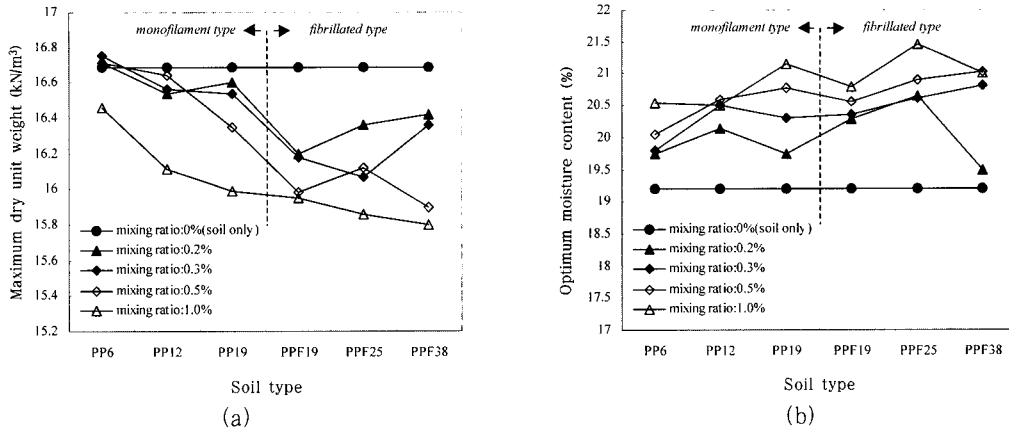 17
16.8
16.6
16.4
16.2
16
15.8
15.6
15.4
15.2
Maximum dry unit weight (kN/m³)
monofilament type
fibrillated type
mixing ratio:0%(soil only)
mixing ratio:0.2%
mixing ratio:0.3%
mixing ratio:0.5%
mixing ratio:1.0%
PP6 PP12 PP19 PPF19 PPF25 PPF38
Soil type
(a)
22
21.5
21
20.5
20
19.5
19
18.5
18
17.5
17
Optimum moisture content (%)
monofilament type
fibrillated type
mixing ratio:0%(soil only)
mixing ratio:0.2%
mixing ratio:0.3%
mixing ratio:0.5%
mixing ratio:1.0%
PP6 PP12 PP19 PPF19 PPF25 PPF38
Soil type
(b)